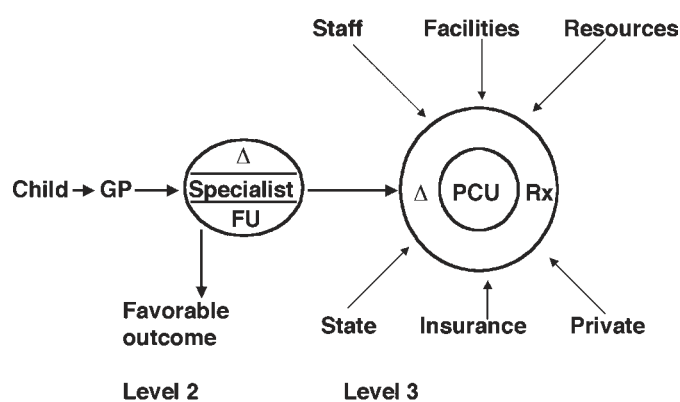 Staff Facilities Resources
Δ
Child GP Specialist Δ PCU Rx
FU
Favorable
outcome
State Insurance Private
Level 2 Level 3